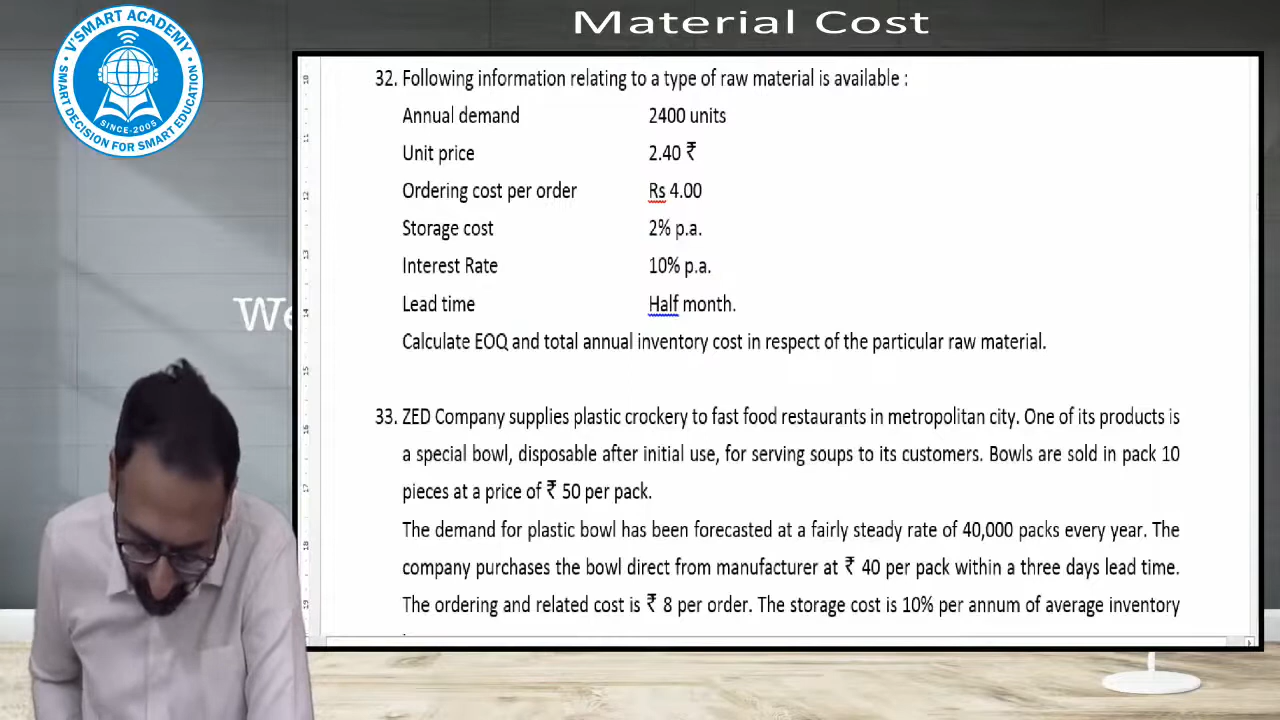 Material Cost
V'SMART ACADEMY
SINCE-2005
SMART DECISION FOR SMART EDUCATION
We
32. Following information relating to a type of raw material is available :
Annual demand 2400 units
Unit price 2.40 ₹
Ordering cost per order Rs 4.00
Storage cost 2% p.a.
Interest Rate 10% p.a.
Lead time Half month.
Calculate EOQ and total annual inventory cost in respect of the particular raw material.
33. ZED Company supplies plastic crockery to fast food restaurants in metropolitan city. One of its products is
a special bowl, disposable after initial use, for serving soups to its customers. Bowls are sold in pack 10
pieces at a price of ₹ 50 per pack.
The demand for plastic bowl has been forecasted at a fairly steady rate of 40,000 packs every year. The
company purchases the bowl direct from manufacturer at ₹ 40 per pack within a three days lead time.
The ordering and related cost is ₹ 8 per order. The storage cost is 10% per annum of average inventory